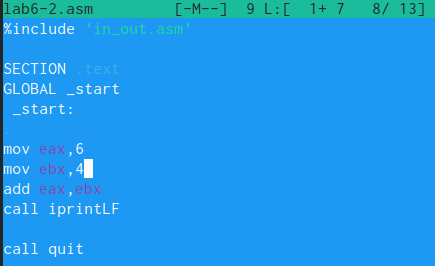 lab6-2.asm [-M--] 9 L:[ 1+ 7 8/ 13]
%include 'in_out.asm'
SECTION .text
GLOBAL _start
_start:
.
mov eax,6
mov ebx,4
add eax,ebx
call iprintLF
call quit